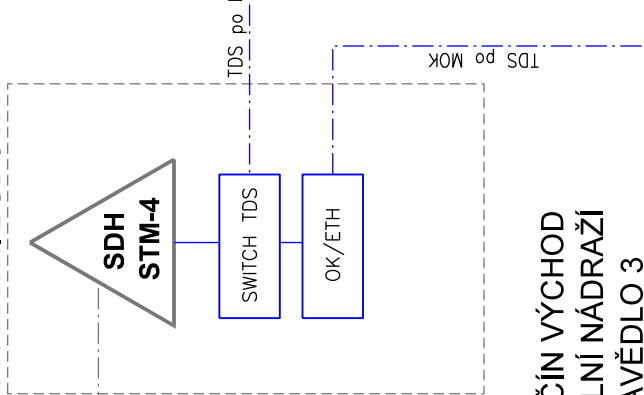 TDS po
TDS po MOK
SDH
STM-4
SWITCH TDS
OK/ETH
ČÍN VÝCHOD
LNÍ NÁDRAŽÍ
AVĚDLO 3